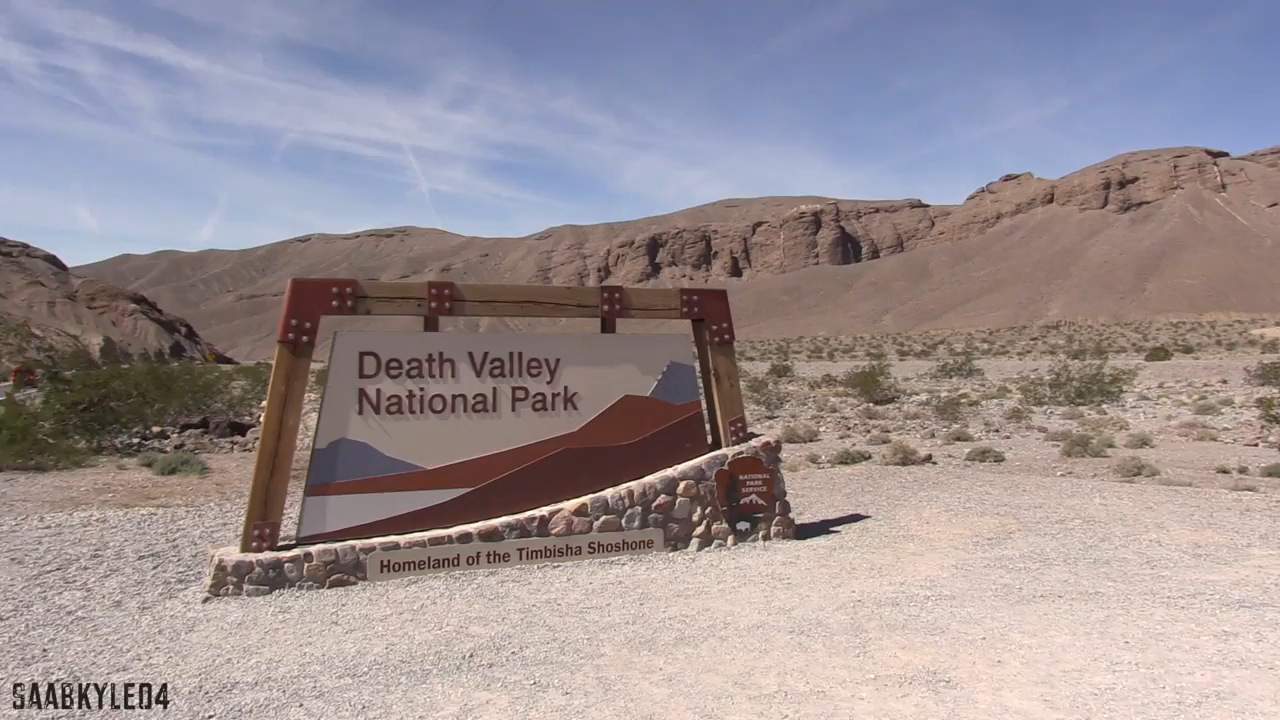 Death Valley
National Park
NATIONAL
PARK
SERVICE
Homeland of the Timbisha Shoshone
SAABKYLE04